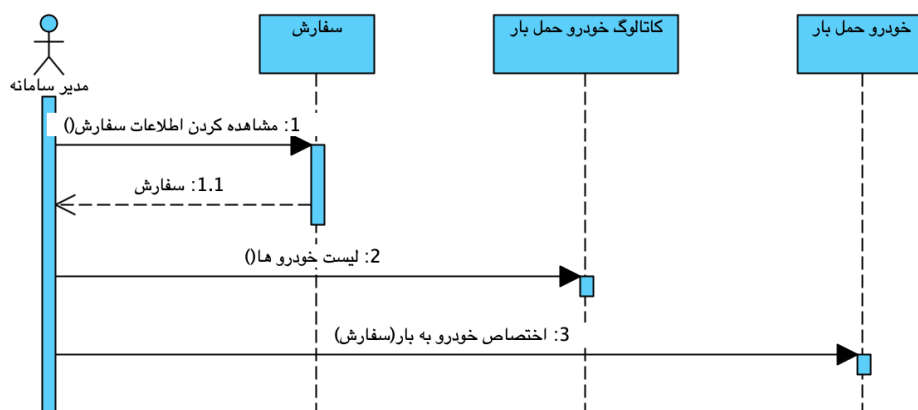 سفارش
کاتالوگ خودرو حمل بار
خودرو حمل بار
مدیر سامانه
1: مشاهده کردن اطلاعات سفارش()
1.1: سفارش
2: لیست خودرو ها()
3: اختصاص خودرو به بار(سفارش)